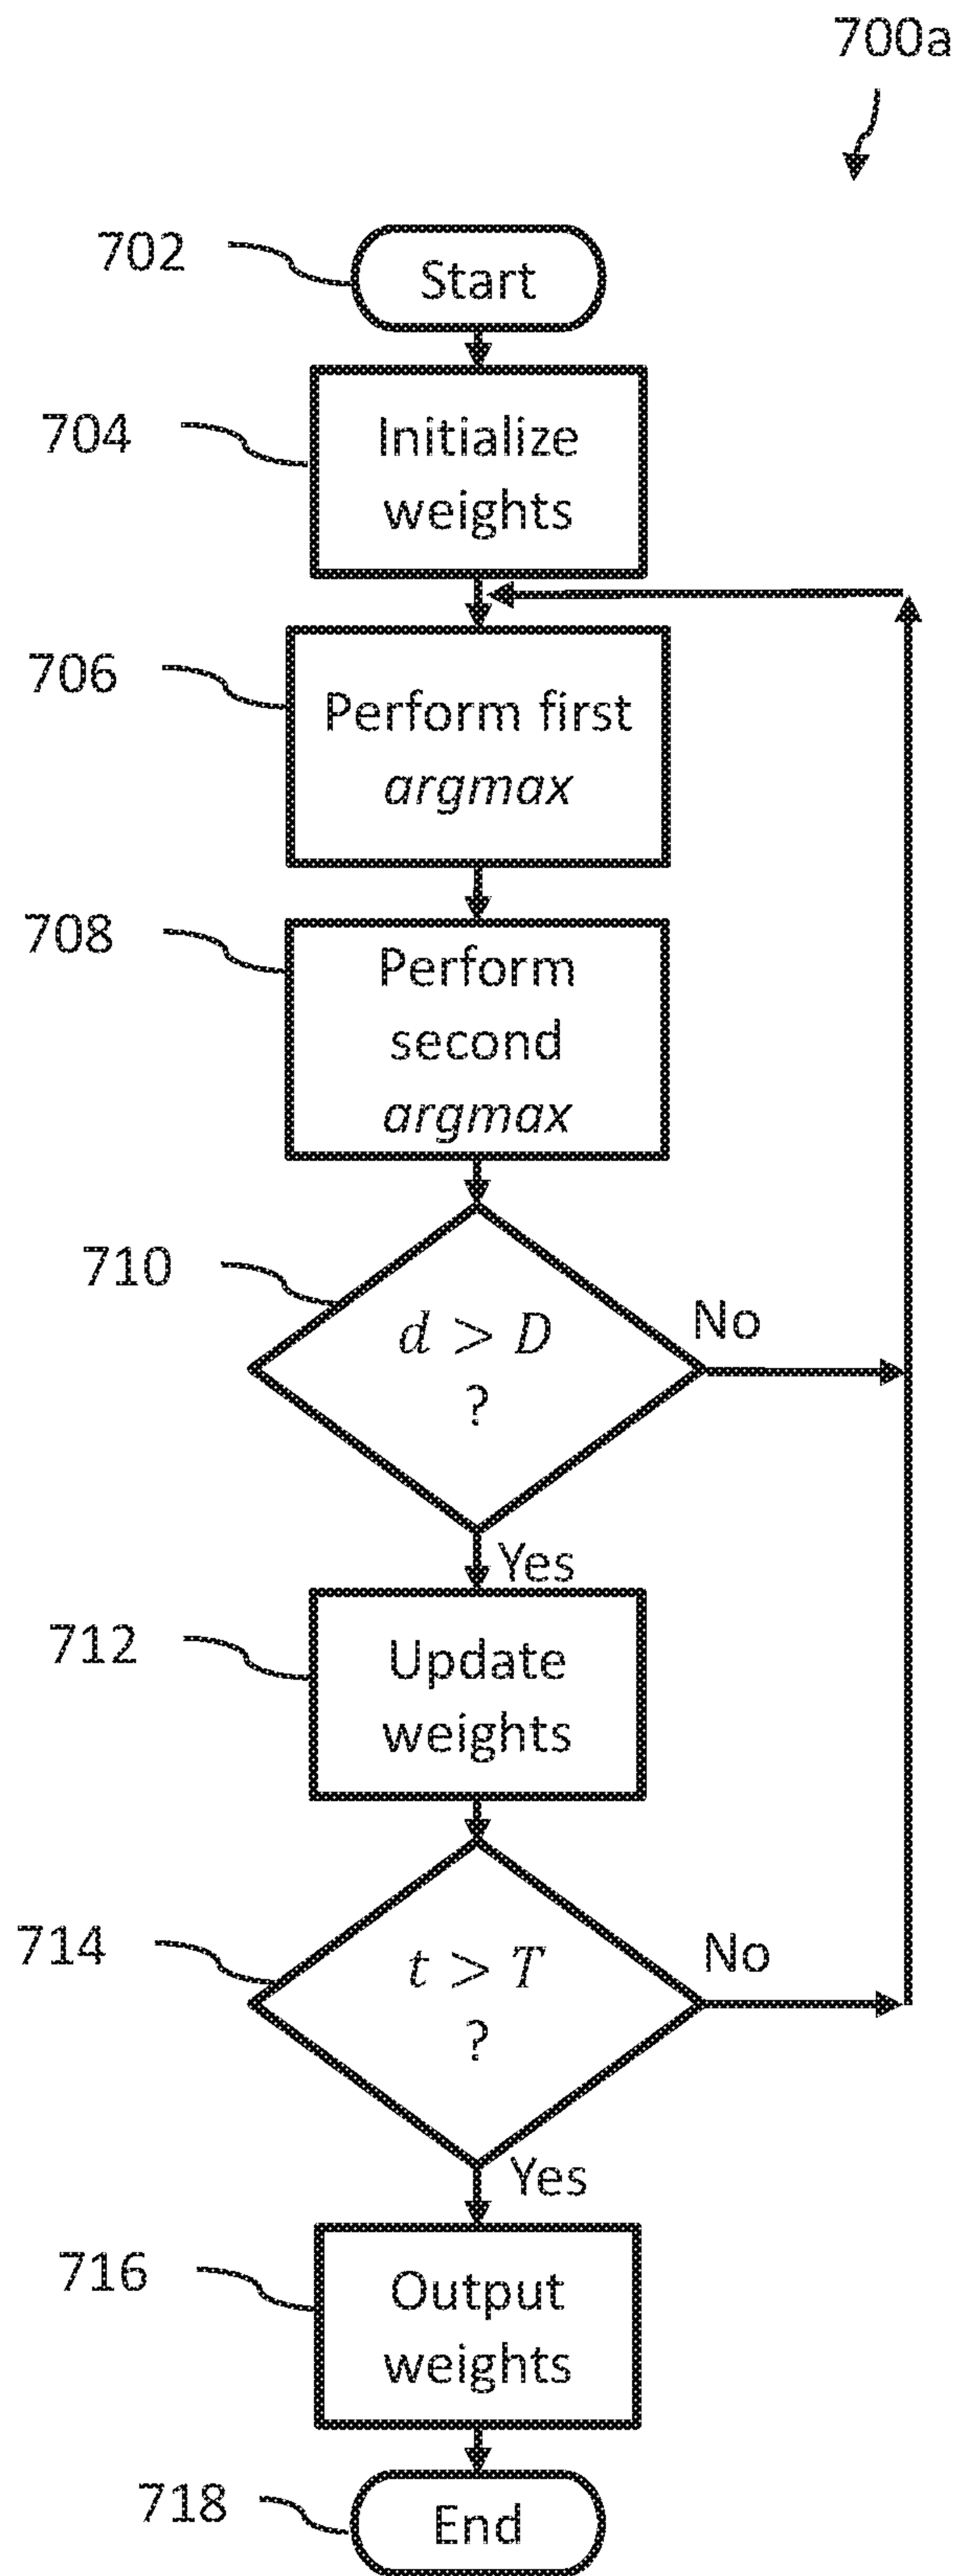 700a
702
Start
704
Initialize
weights
706
Perform first
argmax
708
Perform
second
argmax
710
d > D
?
No
Yes
712
Update
weights
714
t > T
?
No
Yes
716
Output
weights
718
End